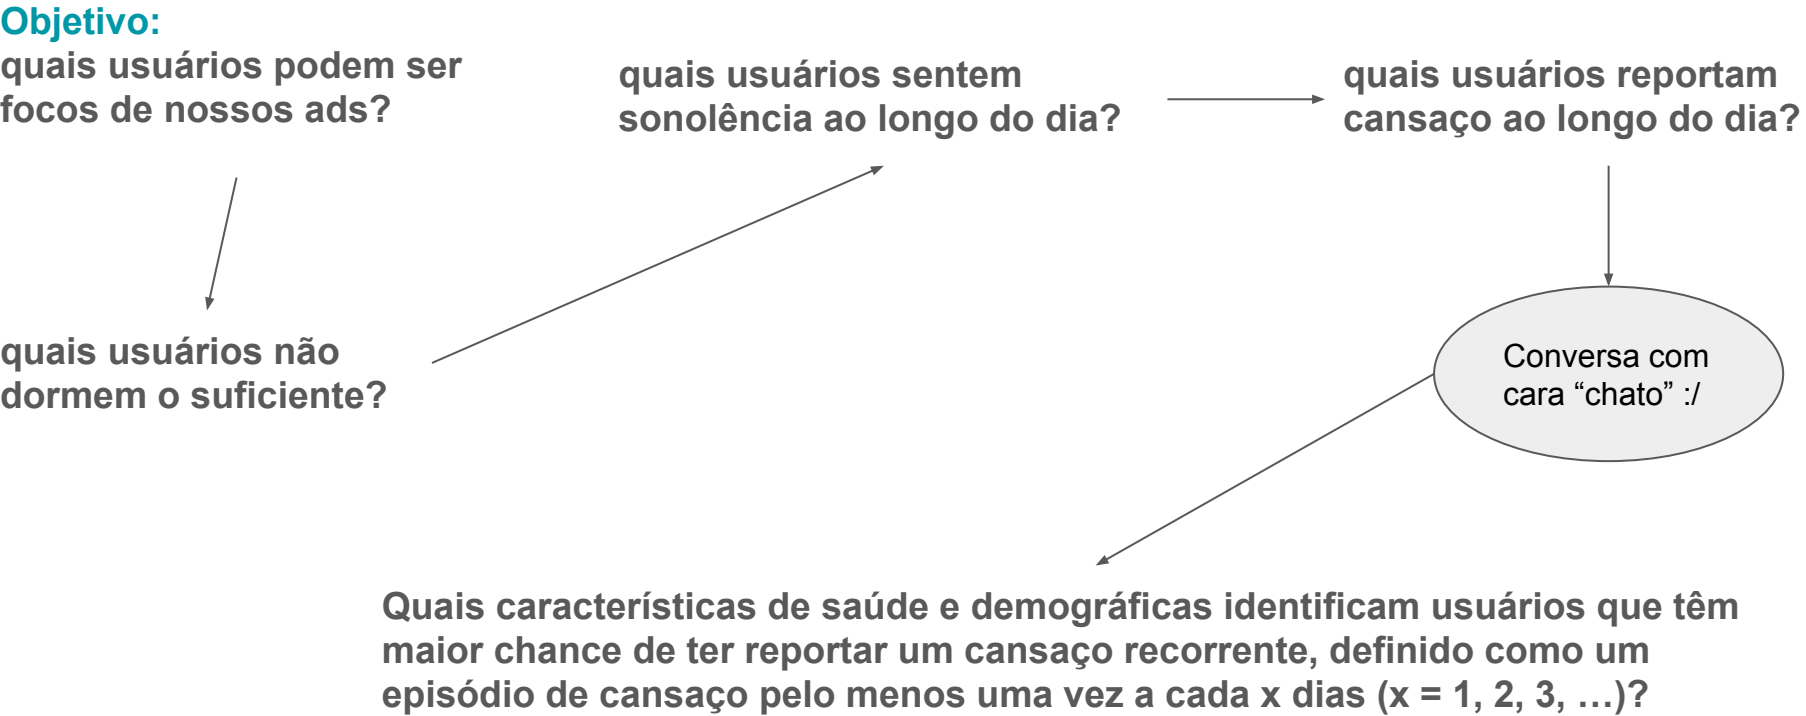 Objetivo:
quais usuários podem ser
focos de nossos ads?
quais usuários não
dormem o suficiente?
quais usuários sentem
sonolência ao longo do dia?
quais usuários reportam
cansaço ao longo do dia?
Conversa com
cara “chato” :/
Quais características de saúde e demográficas identificam usuários que têm
maior chance de ter reportar um cansaço recorrente, definido como um
episódio de cansaço pelo menos uma vez a cada x dias (x = 1, 2, 3, …)?